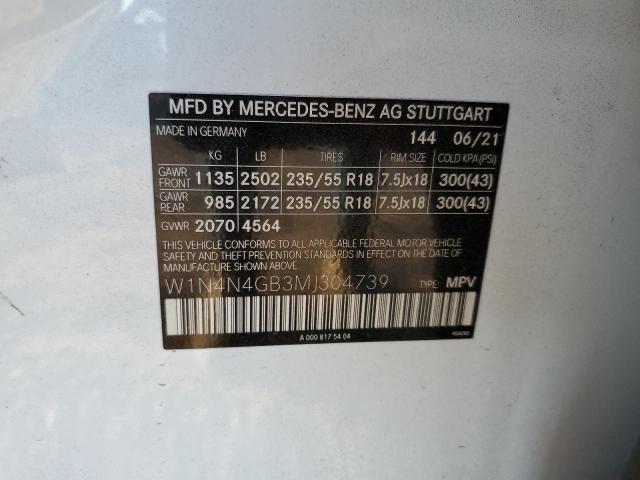 MFD BY MERCEDES-BENZ AG STUTTGART
MADE IN GERMANY 144 06/21
KG LB TIRES RIM SIZE COLD KPA(PSI)
GAWR FRONT 1135 2502 235/55 R18 7.5Jx18 300(43)
GAWR REAR 985 2172 235/55 R18 7.5Jx18 300(43)
GVWR 2070 4564
THIS VEHICLE CONFORMS TO ALL APPLICABLE FEDERAL MOTOR VEHICLE
SAFETY AND THEFT PREVENTION STANDARDS IN EFFECT ON THE DATE OF
MANUFACTURE SHOWN ABOVE.
W1N4N4GB3MJ304739 TYPE: MPV
A 000 817 54 04